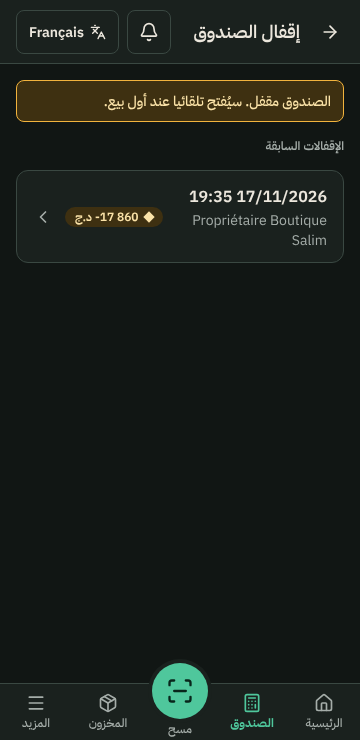 إقفال الصندوق
Français
الصندوق مقفل. سيُفتح تلقائيا عند أول بيع.
الإقفالات السابقة
17/11/2026 19:35
Propriétaire Boutique
Salim
◆ -17 860 د.ج
الرئيسية
الصندوق
مسح
المخزون
المزيد